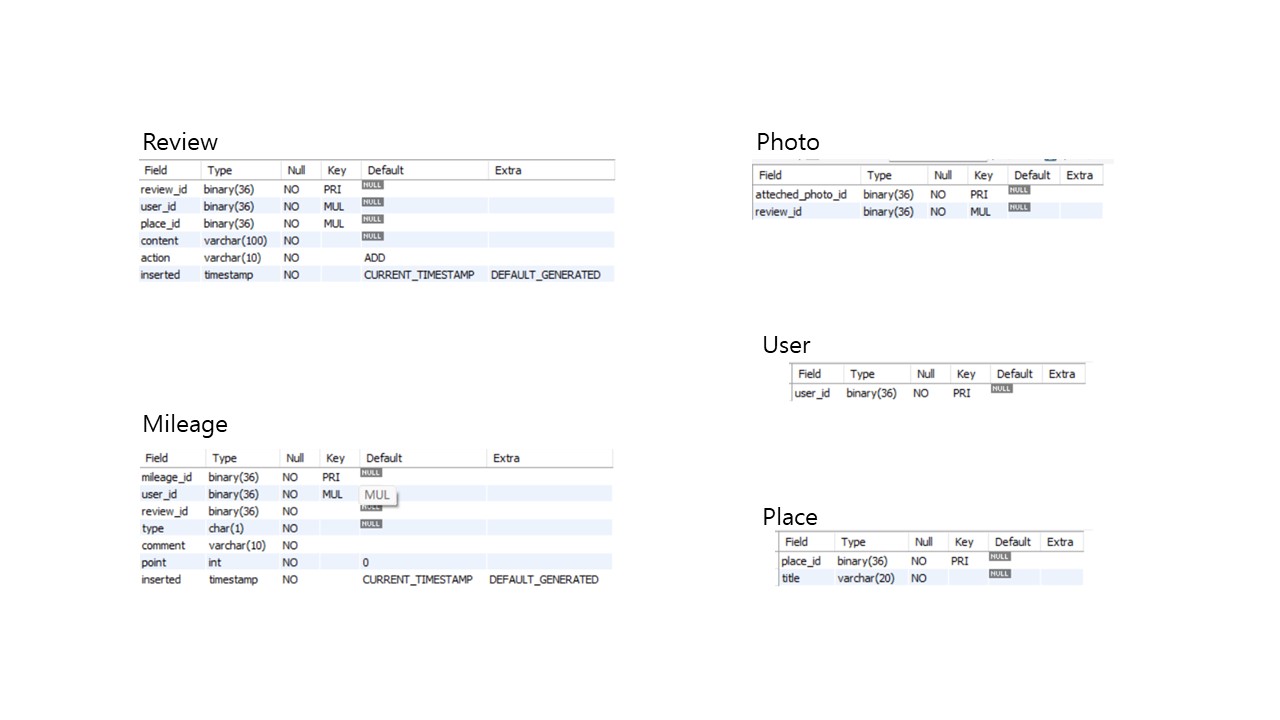 Review
Field Type Null Key Default Extra
review_id binary(36) NO PRI NULL
user_id binary(36) NO MUL NULL
place_id binary(36) NO MUL NULL
content varchar(100) NO NULL
action varchar(10) NO ADD
inserted timestamp NO CURRENT_TIMESTAMP DEFAULT_GENERATED
Mileage
Field Type Null Key Default Extra
mileage_id binary(36) NO PRI NULL
user_id binary(36) NO MUL MUL
review_id binary(36) NO NULL
type char(1) NO NULL
comment varchar(10) NO
point int NO 0
inserted timestamp NO CURRENT_TIMESTAMP DEFAULT_GENERATED
Photo
Field Type Null Key Default Extra
atteched_photo_id binary(36) NO PRI NULL
review_id binary(36) NO MUL NULL
User
Field Type Null Key Default Extra
user_id binary(36) NO PRI NULL
Place
Field Type Null Key Default Extra
place_id binary(36) NO PRI NULL
title varchar(20) NO NULL